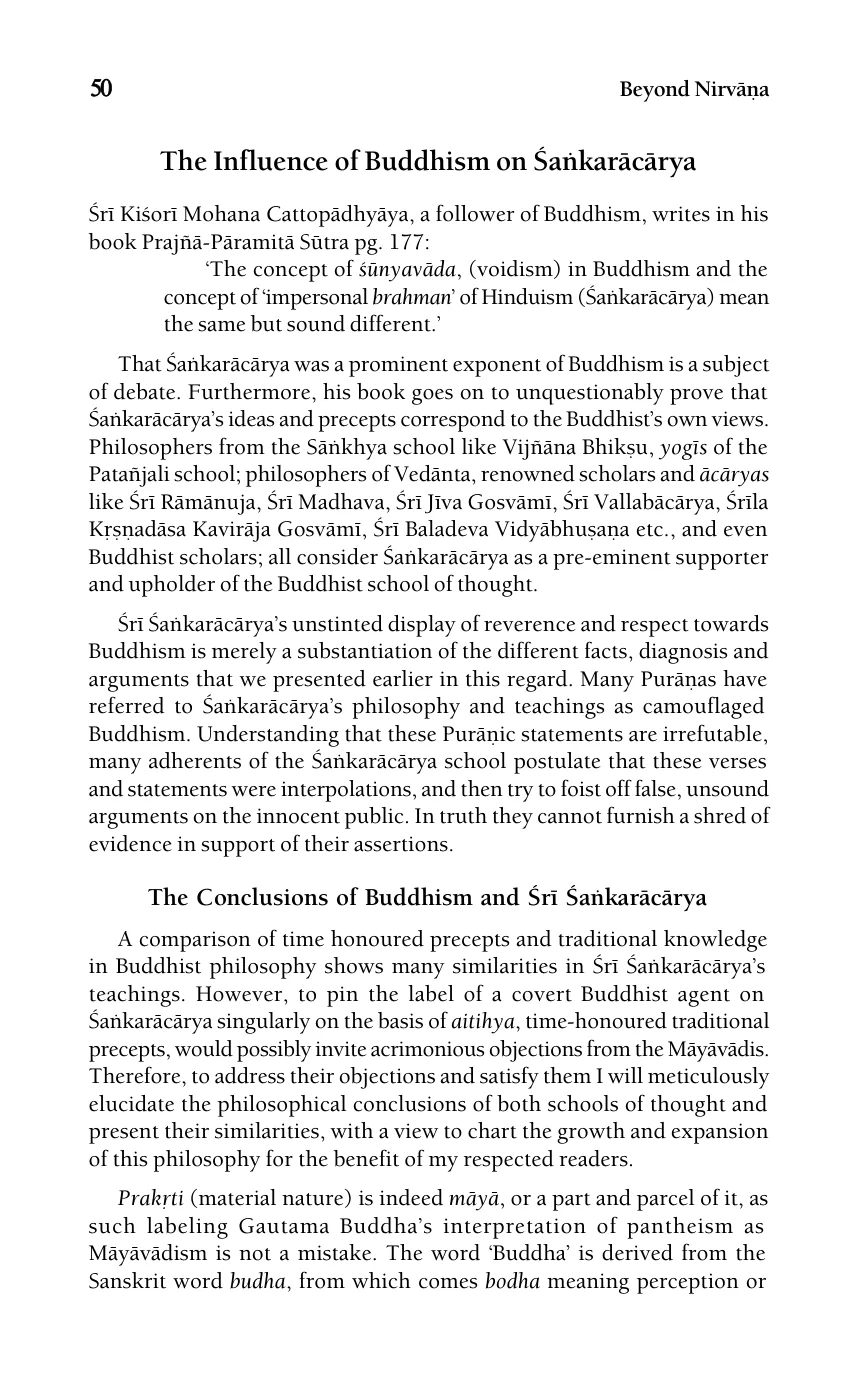 50
Beyond Nirvāṇa
The Influence of Buddhism on Śaṅkarācārya
Śrī Kiśorī Mohana Cattopādhyāya, a follower of Buddhism, writes in his
book Prajñā-Pāramitā Sūtra pg. 177:
‘The concept of śūnyavāda, (voidism) in Buddhism and the
concept of ‘impersonal brahman’ of Hinduism (Śaṅkarācārya) mean
the same but sound different.’
That Śaṅkarācārya was a prominent exponent of Buddhism is a subject
of debate. Furthermore, his book goes on to unquestionably prove that
Śaṅkarācārya’s ideas and precepts correspond to the Buddhist’s own views.
Philosophers from the Sāṅkhya school like Vijñāna Bhikṣu, yogīs of the
Patañjali school; philosophers of Vedānta, renowned scholars and ācāryas
like Śrī Rāmānuja, Śrī Madhava, Śrī Jīva Gosvāmī, Śrī Vallabācārya, Śrīla
Kṛṣṇadāsa Kavirāja Gosvāmī, Śrī Baladeva Vidyābhuṣaṇa etc., and even
Buddhist scholars; all consider Śaṅkarācārya as a pre-eminent supporter
and upholder of the Buddhist school of thought.
Śrī Śaṅkarācārya’s unstinted display of reverence and respect towards
Buddhism is merely a substantiation of the different facts, diagnosis and
arguments that we presented earlier in this regard. Many Purāṇas have
referred to Śaṅkarācārya’s philosophy and teachings as camouflaged
Buddhism. Understanding that these Purāṇic statements are irrefutable,
many adherents of the Śaṅkarācārya school postulate that these verses
and statements were interpolations, and then try to foist off false, unsound
arguments on the innocent public. In truth they cannot furnish a shred of
evidence in support of their assertions.
The Conclusions of Buddhism and Śrī Śaṅkarācārya
A comparison of time honoured precepts and traditional knowledge
in Buddhist philosophy shows many similarities in Śrī Śaṅkarācārya’s
teachings. However, to pin the label of a covert Buddhist agent on
Śaṅkarācārya singularly on the basis of aitihya, time-honoured traditional
precepts, would possibly invite acrimonious objections from the Māyāvādis.
Therefore, to address their objections and satisfy them I will meticulously
elucidate the philosophical conclusions of both schools of thought and
present their similarities, with a view to chart the growth and expansion
of this philosophy for the benefit of my respected readers.
Prakṛti (material nature) is indeed māyā, or a part and parcel of it, as
such labeling Gautama Buddha’s interpretation of pantheism as
Māyāvādism is not a mistake. The word ‘Buddha’ is derived from the
Sanskrit word budha, from which comes bodha meaning perception or